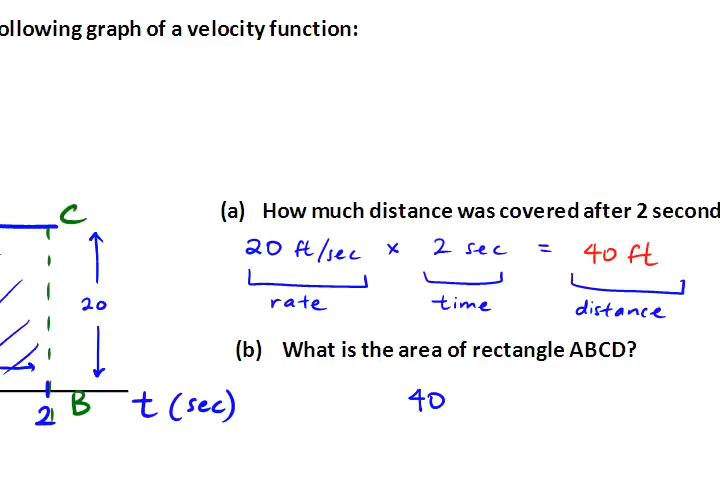 ollowing graph of a velocity function:
C
(a) How much distance was covered after 2 second
20 ft/sec × 2 sec = 40 ft
20
rate time distance
(b) What is the area of rectangle ABCD?
2 B t (sec)
40